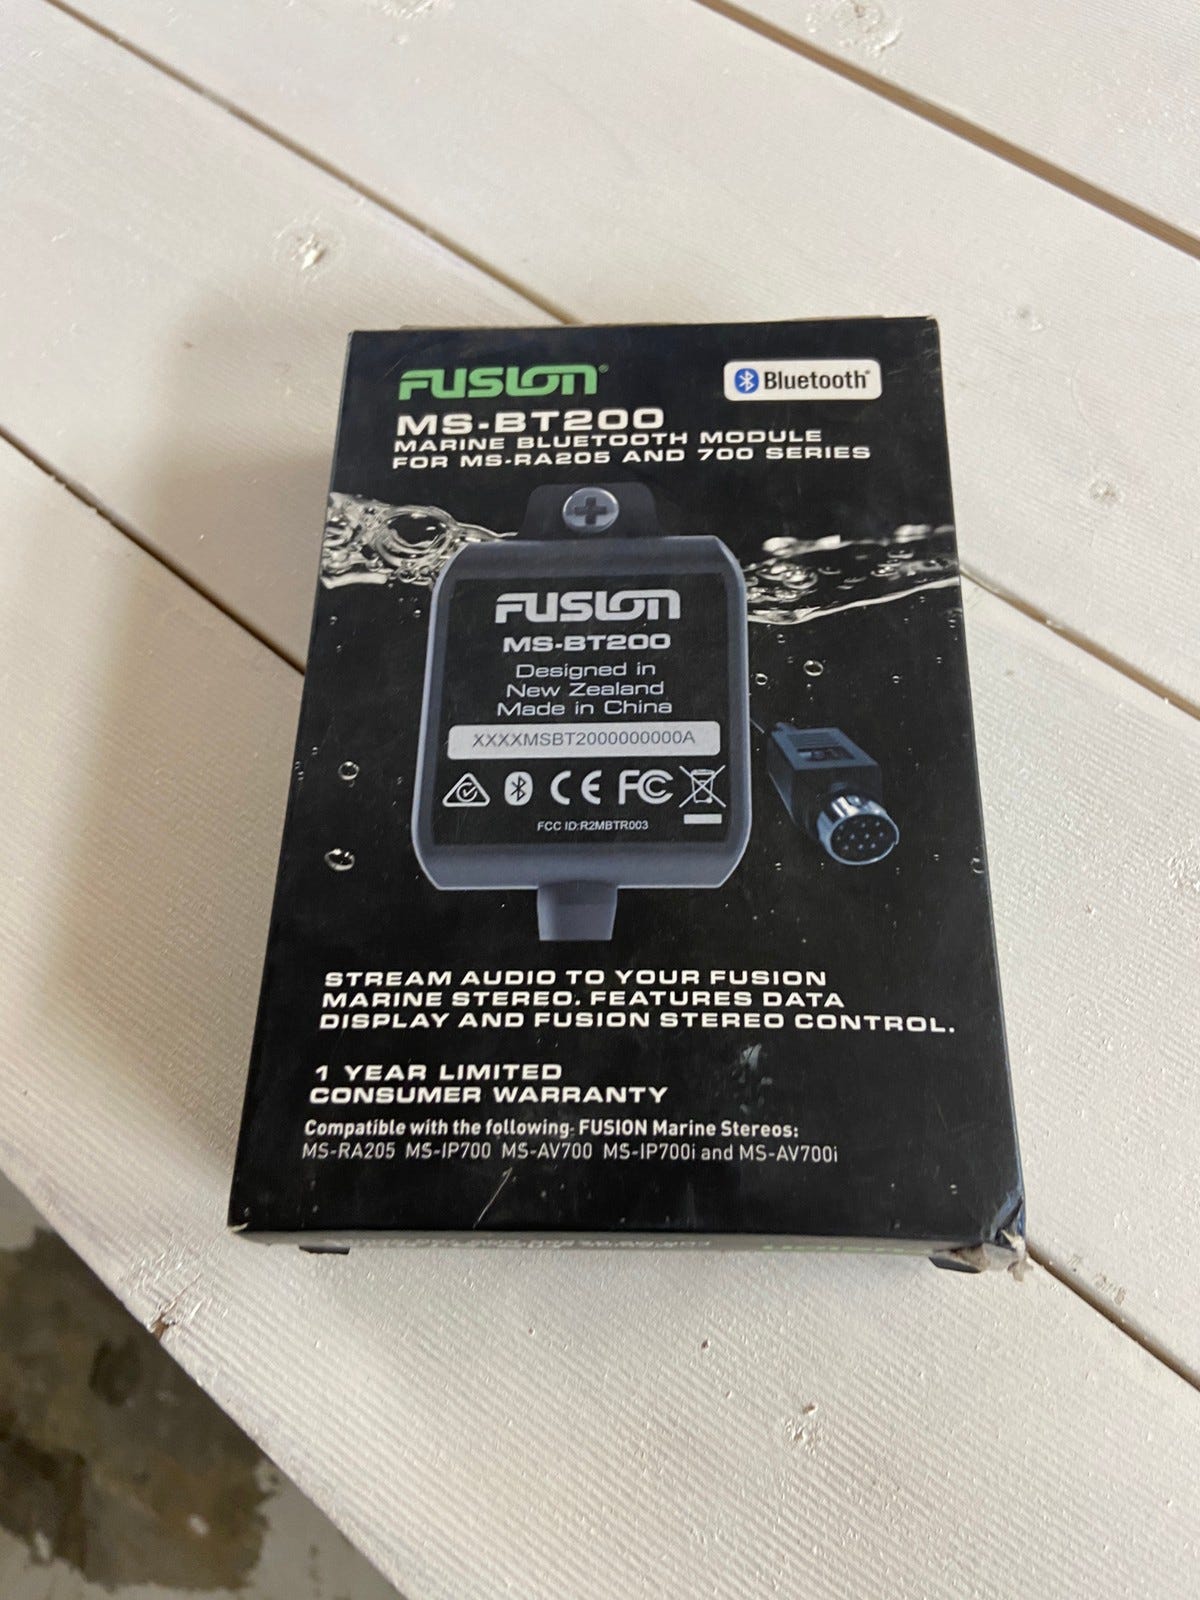 FUSION®
Bluetooth®
MS-BT200
MARINE BLUETOOTH MODULE
FOR MS-RA205 AND 700 SERIES
FUSION
MS-BT200
Designed in
New Zealand
Made in China
XXXXMSBT2000000000A
CE FC
FCC ID:R2MBTR003
STREAM AUDIO TO YOUR FUSION
MARINE STEREO. FEATURES DATA
DISPLAY AND FUSION STEREO CONTROL.
1 YEAR LIMITED
CONSUMER WARRANTY
Compatible with the following: FUSION Marine Stereos:
MS-RA205 MS-IP700 MS-AV700 MS-IP700i and MS-AV700i